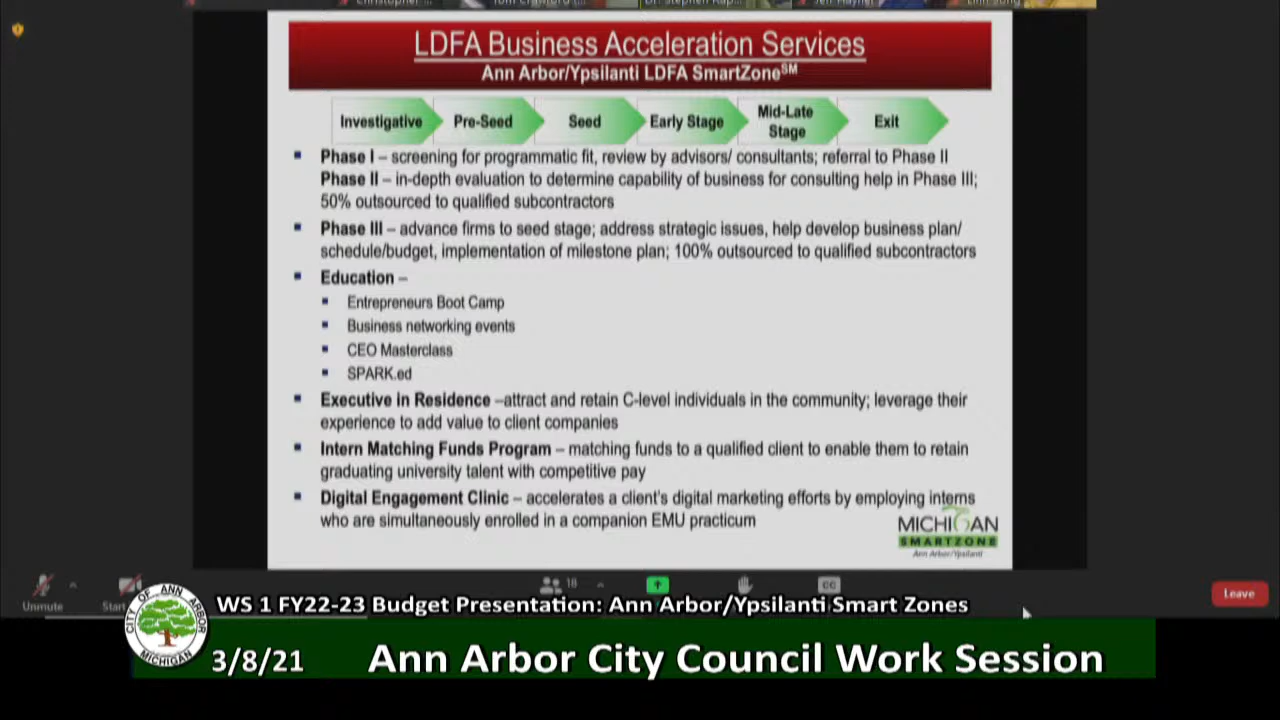 LDFA Business Acceleration Services
Ann Arbor/Ypsilanti LDFA SmartZoneSM
Investigative
Pre-Seed
Seed
Early Stage
Mid-Late
Stage
Exit
▪ Phase I – screening for programmatic fit, review by advisors/ consultants; referral to Phase II
Phase II – in-depth evaluation to determine capability of business for consulting help in Phase III;
50% outsourced to qualified subcontractors
▪ Phase III – advance firms to seed stage; address strategic issues, help develop business plan/
schedule/budget, implementation of milestone plan; 100% outsourced to qualified subcontractors
▪ Education –
▪ Entrepreneurs Boot Camp
▪ Business networking events
▪ CEO Masterclass
▪ SPARK.ed
▪ Executive in Residence –attract and retain C-level individuals in the community; leverage their
experience to add value to client companies
▪ Intern Matching Funds Program – matching funds to a qualified client to enable them to retain
graduating university talent with competitive pay
▪ Digital Engagement Clinic – accelerates a client's digital marketing efforts by employing interns
who are simultaneously enrolled in a companion EMU practicum
MICHIGAN
SMARTZONE
Ann Arbor/Ypsilanti
Unmute
Start
18
CC
Leave
CITY OF ANN ARBOR
MICHIGAN
WS 1 FY22-23 Budget Presentation: Ann Arbor/Ypsilanti Smart Zones
3/8/21 Ann Arbor City Council Work Session